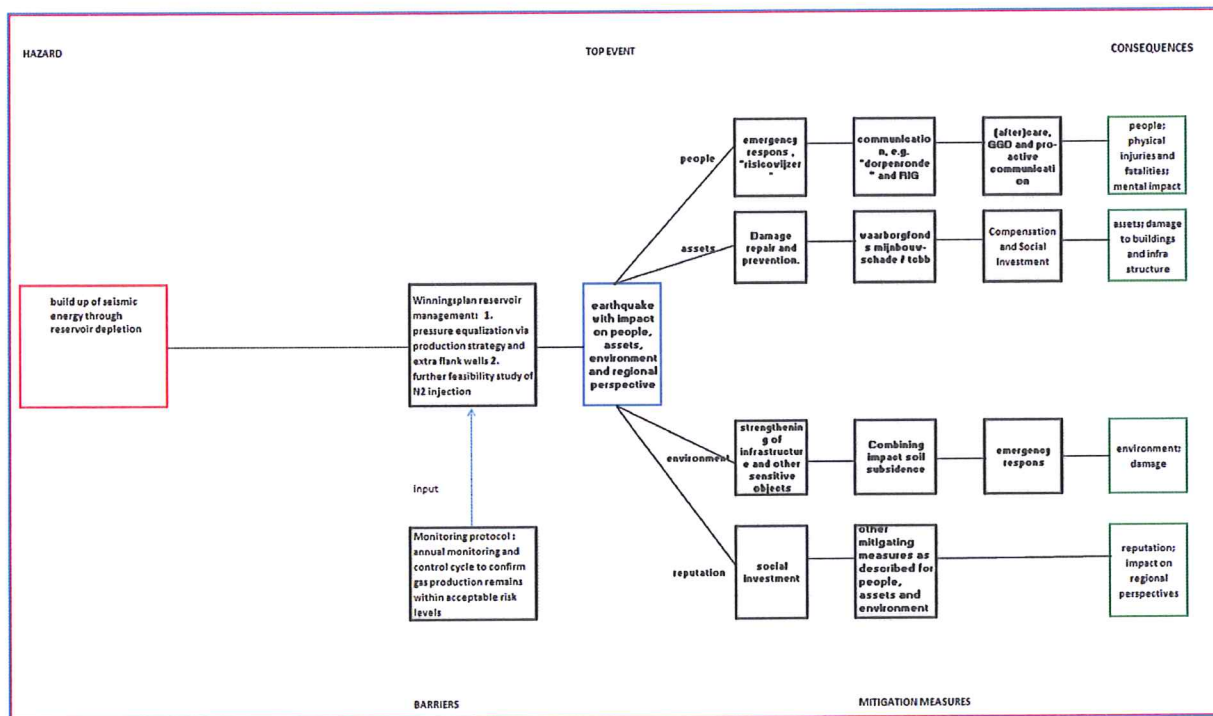 HAZARD
TOP EVENT
CONSEQUENCES
people
emergency
respons ,
"risicowijzer
"
communicatio
n, e.g.
"dorpenronde
" and RIG
(after)care,
GGD and pro-
active
communicati
on
people;
physical
injuries and
fatalities;
mental impact
assets
Damage
repair and
prevention.
waarborgfond
s mijnbouw-
schade / tcbb
Compensation
and Social
Investment
assets; damage
to buildings
and infra
structure
build up of seismic
energy through
reservoir depletion
Winningsplan reservoir
management: 1.
pressure equalization via
production strategy and
extra flank wells 2.
further feasibility study of
N2 injection
earthquake
with impact
on people,
assets,
environment
and regional
perspective
environment
strengthenin
g of
infrastructur
e and other
sensitive
objects
Combining
impact soil
subsidence
emergency
respons
environment;
damage
input
Monitoring protocol :
annual monitoring and
control cycle to confirm
gas production remains
within acceptable risk
levels
reputation
social
investment
other
mitigating
measures as
described for
people,
assets and
environment
reputation;
impact on
regional
perspectives
BARRIERS
MITIGATION MEASURES